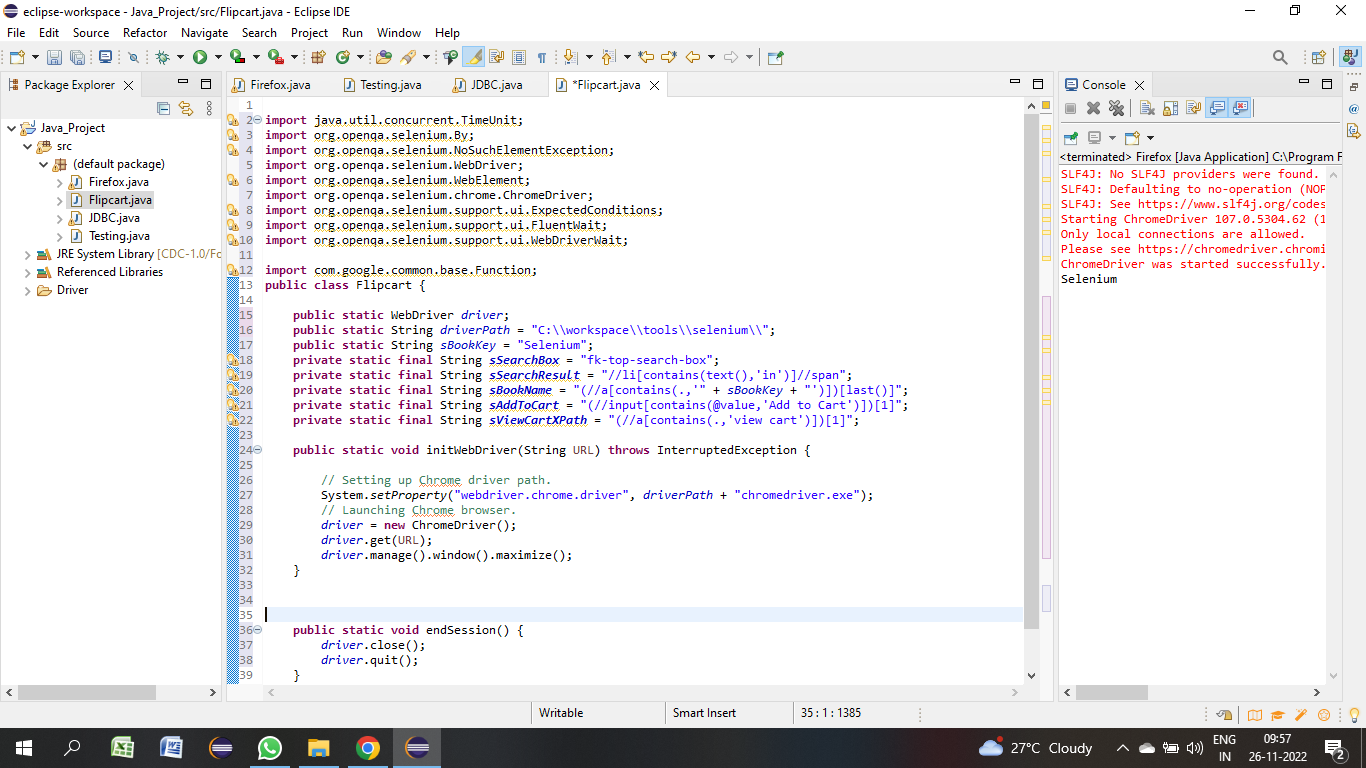 eclipse-workspace - Java_Project/src/Flipcart.java - Eclipse IDE
File Edit Source Refactor Navigate Search Project Run Window Help
Package Explorer
Java_Project
src
(default package)
Firefox.java
Flipcart.java
JDBC.java
Testing.java
JRE System Library [CDC-1.0/Fo
Referenced Libraries
Driver
Firefox.java Testing.java JDBC.java *Flipcart.java
1
2 import java.util.concurrent.TimeUnit;
3 import org.openqa.selenium.By;
4 import org.openqa.selenium.NoSuchElementException;
5 import org.openqa.selenium.WebDriver;
6 import org.openqa.selenium.WebElement;
7 import org.openqa.selenium.chrome.ChromeDriver;
8 import org.openqa.selenium.support.ui.ExpectedConditions;
9 import org.openqa.selenium.support.ui.FluentWait;
10 import org.openqa.selenium.support.ui.WebDriverWait;
11
12 import com.google.common.base.Function;
13 public class Flipcart {
14
15 public static WebDriver driver;
16 public static String driverPath = "C:\\workspace\\tools\\selenium\\";
17 public static String sBookKey = "Selenium";
18 private static final String sSearchBox = "fk-top-search-box";
19 private static final String sSearchResult = "//li[contains(text(),'in')]//span";
20 private static final String sBookName = "(//a[contains(.,'" + sBookKey + "')])[last()]";
21 private static final String sAddToCart = "(//input[contains(@value,'Add to Cart')])[1]";
22 private static final String sViewCartXPath = "(//a[contains(.,'view cart')])[1]";
23
24 public static void initWebDriver(String URL) throws InterruptedException {
25
26 // Setting up Chrome driver path.
27 System.setProperty("webdriver.chrome.driver", driverPath + "chromedriver.exe");
28 // Launching Chrome browser.
29 driver = new ChromeDriver();
30 driver.get(URL);
31 driver.manage().window().maximize();
32 }
33
34
35
36 public static void endSession() {
37 driver.close();
38 driver.quit();
39 }
Console
<terminated> Firefox [Java Application] C:\Program F
SLF4J: No SLF4J providers were found.
SLF4J: Defaulting to no-operation (NOP
SLF4J: See https://www.slf4j.org/codes
Starting ChromeDriver 107.0.5304.62 (1
Only local connections are allowed.
Please see https://chromedriver.chromi
ChromeDriver was started successfully.
Selenium
Writable Smart Insert 35 : 1 : 1385
27°C Cloudy
ENG
IN
09:57
26-11-2022
2